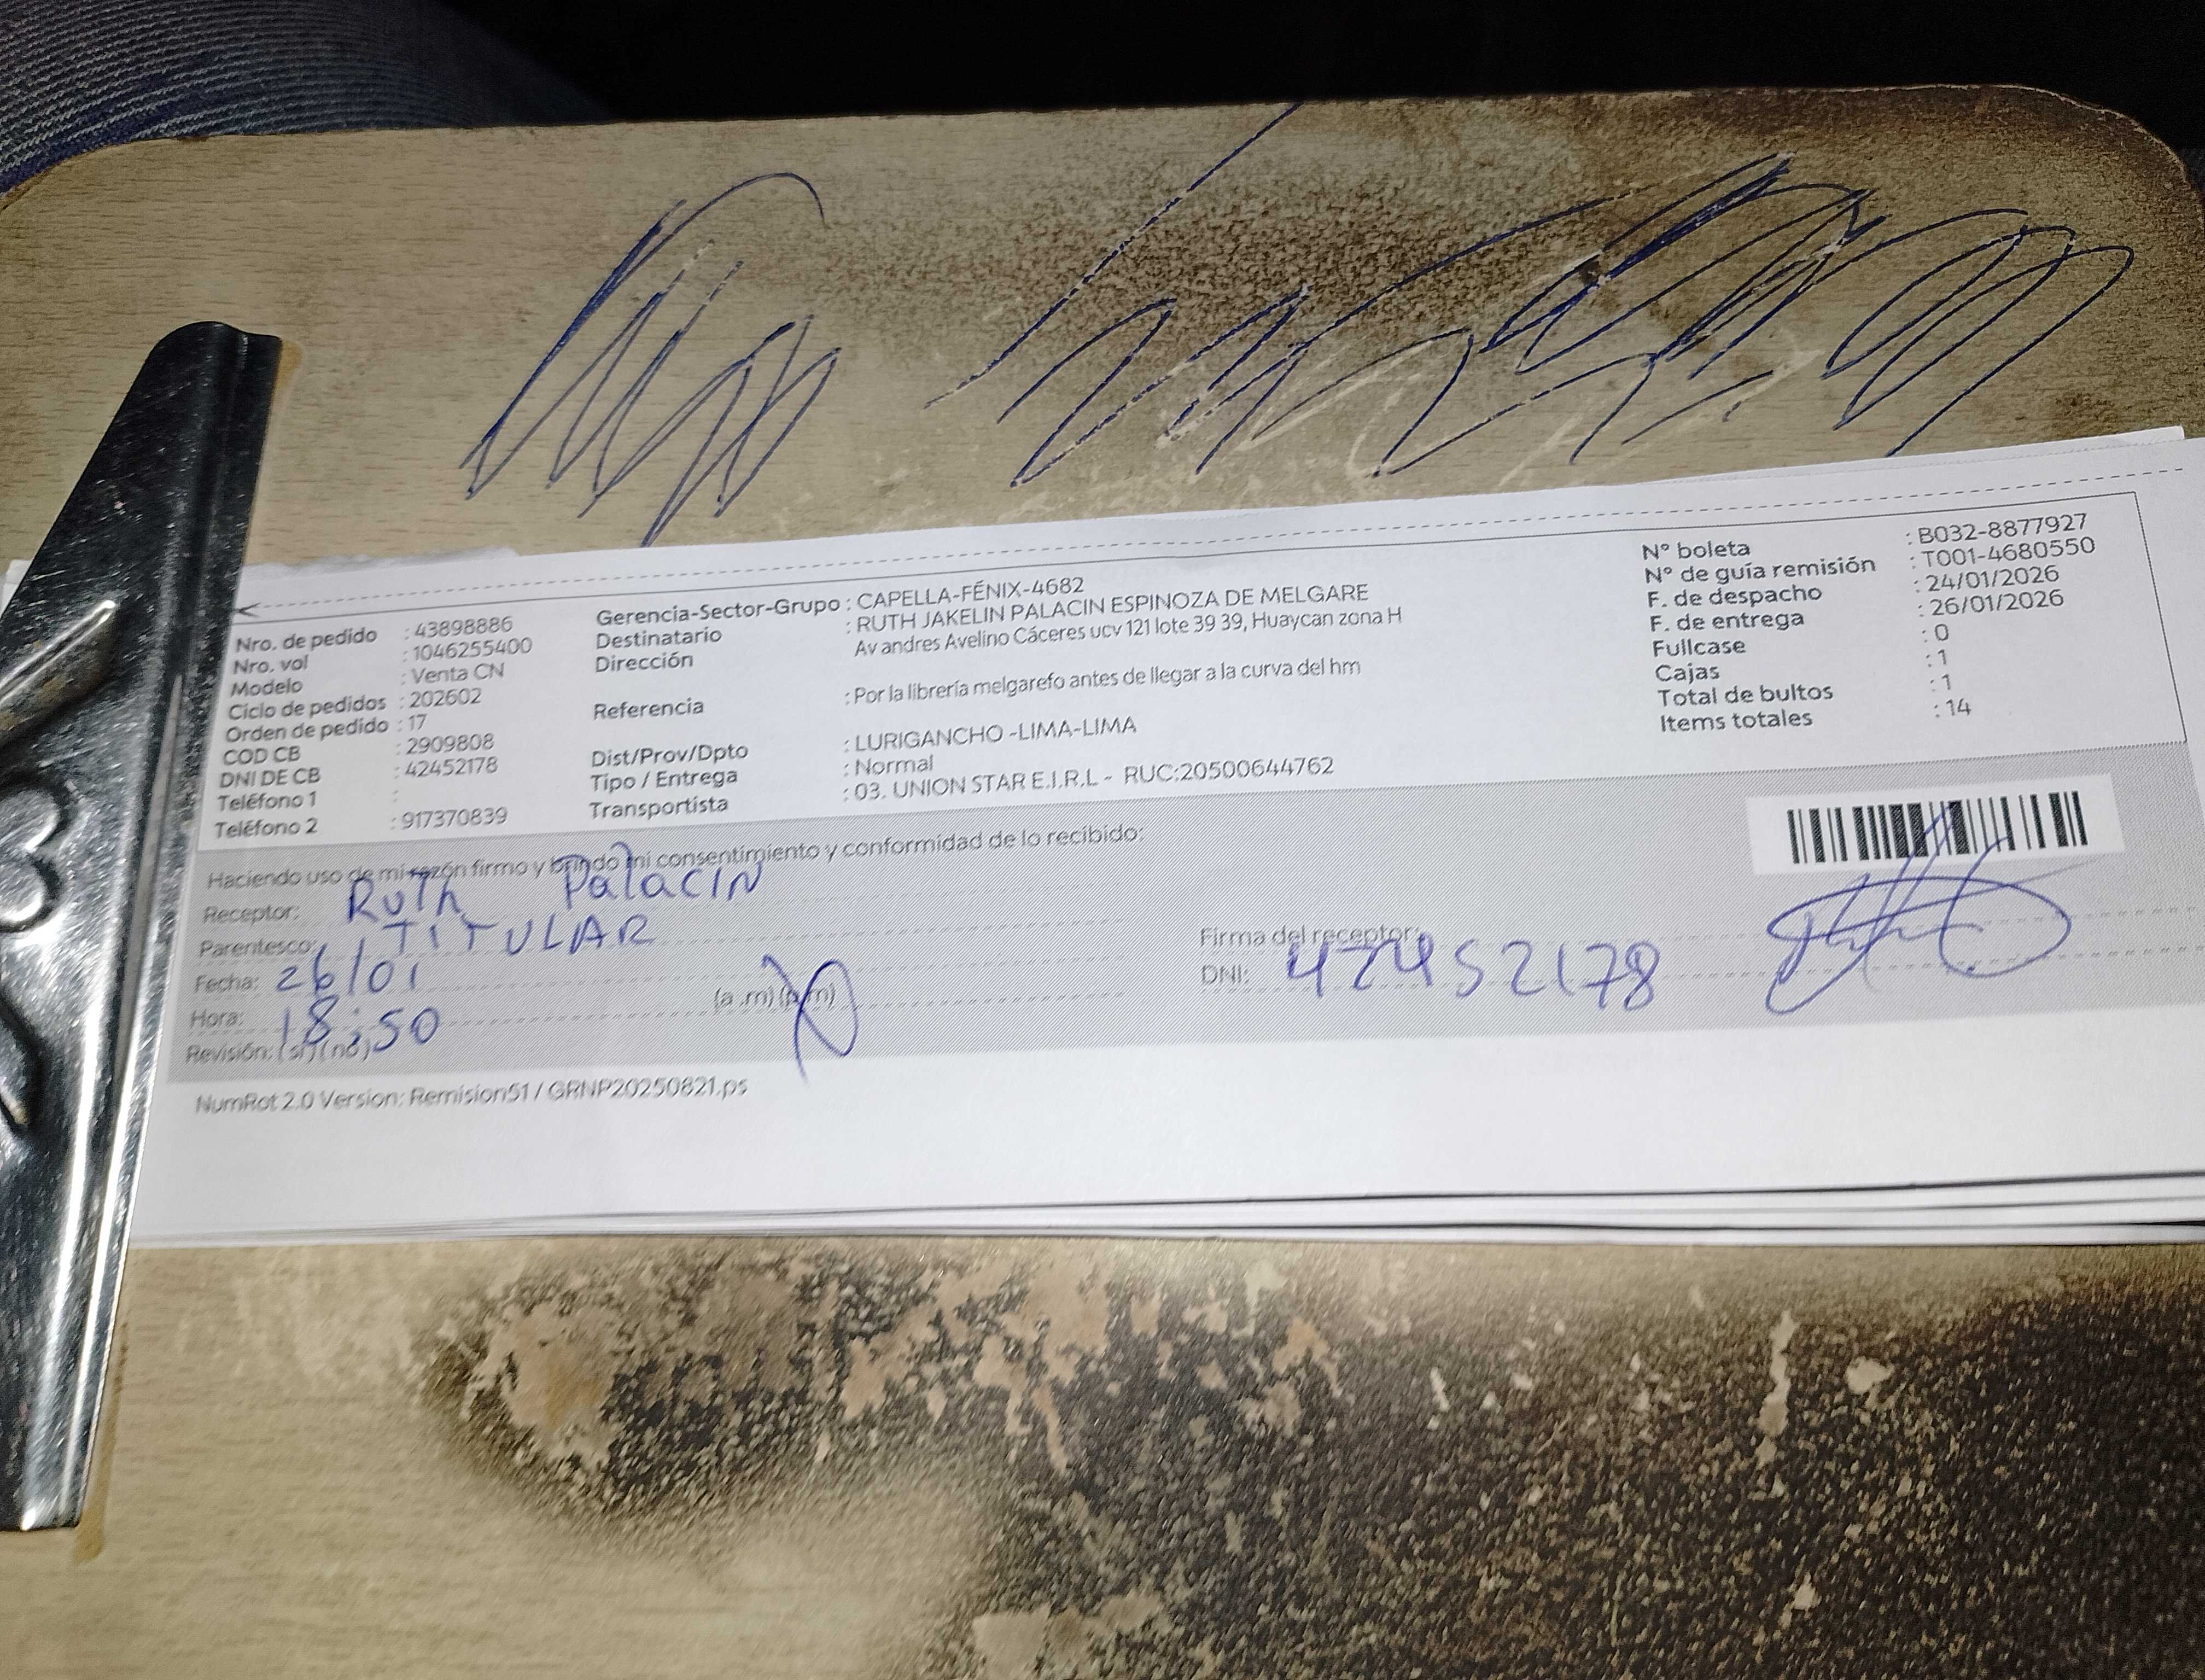 Nro. de pedido : 43898886
Nro. vol : 1046255400
Modelo : Venta CN
Ciclo de pedidos : 202602
Orden de pedido : 17
COD CB : 2909808
DNI DE CB : 42452178
Teléfono 1 :
Teléfono 2 : 917370839
Gerencia-Sector-Grupo : CAPELLA-FÉNIX-4682
Destinatario : RUTH JAKELIN PALACIN ESPINOZA DE MELGARE
Dirección Av andres Avelino Cáceres ucv 121 lote 39 39, Huaycan zona H
Referencia : Por la librería melgarefo antes de llegar a la curva del hm
Dist/Prov/Dpto : LURIGANCHO -LIMA-LIMA
Tipo / Entrega : Normal
Transportista : 03. UNION STAR E.I.R.L - RUC:20500644762
N° boleta : B032-8877927
N° de guía remisión : T001-4680550
F. de despacho : 24/01/2026
F. de entrega : 26/01/2026
Fullcase : 0
Cajas : 1
Total de bultos : 1
Items totales : 14
Haciendo uso de mi razón firmo y brindo mi consentimiento y conformidad de lo recibido:
Receptor: Ruth Palacin
Parentesco: TITULAR
Fecha: 26/01
Hora: 18:50 (a .m) (p.m)
Revisión: (si) (no)
Firma del receptor:
DNI: 42452178
NumRot 2.0 Version: Remision51 / GRNP20250821.ps